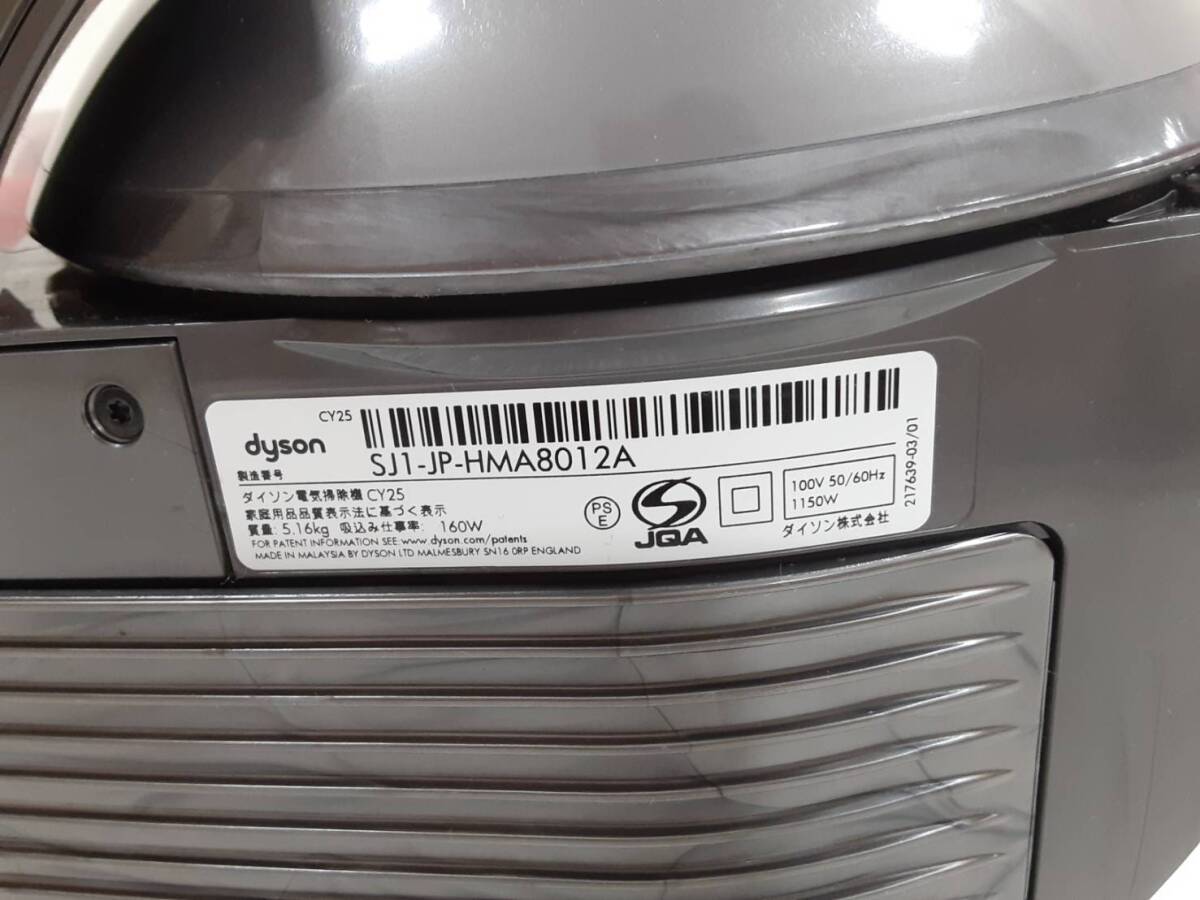 CY25
dyson
SJ1-JP-HMA8012A
製造番号
ダイソン電気掃除機 CY25
家庭用品品質表示法に基づく表示
質量: 5.16kg 吸込み仕事率: 160W
FOR PATENT INFORMATION SEE: www.dyson.com/patents
MADE IN MALAYSIA BY DYSON LTD MALMESBURY SN16 0RP ENGLAND
PS
E
JQA
100V 50/60Hz
1150W
ダイソン株式会社
217639-03/01